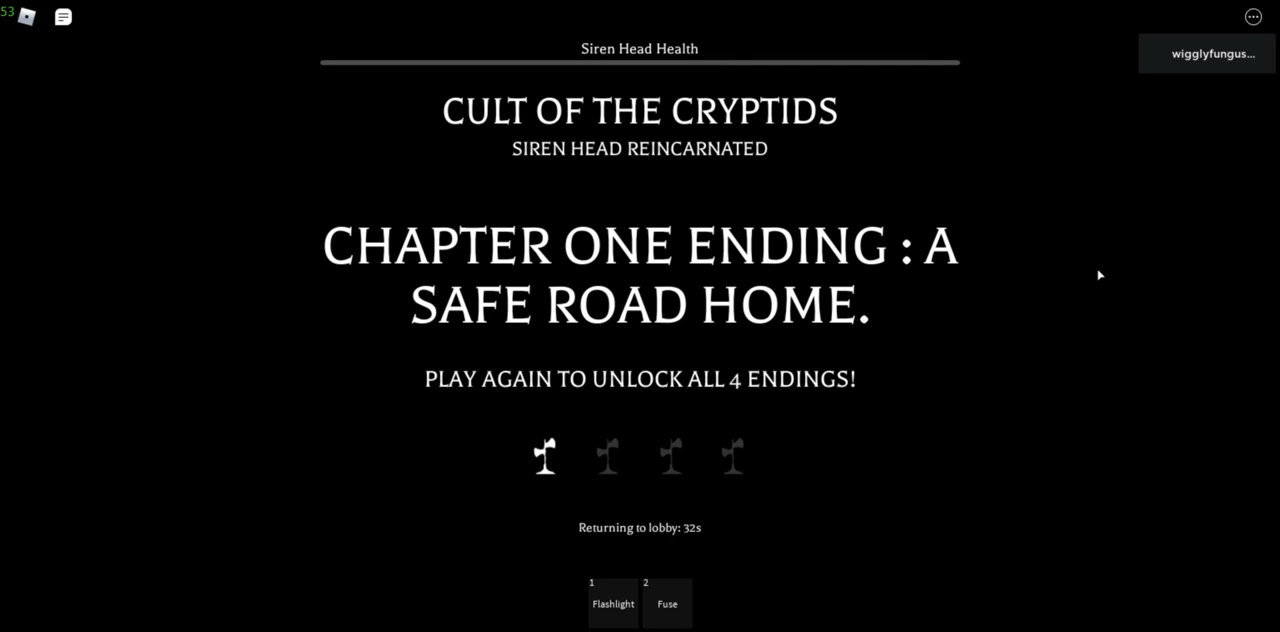 53
Siren Head Health
wigglyfungus...
CULT OF THE CRYPTIDS
SIREN HEAD REINCARNATED
CHAPTER ONE ENDING : A
SAFE ROAD HOME.
PLAY AGAIN TO UNLOCK ALL 4 ENDINGS!
Returning to lobby: 32s
1
Flashlight
2
Fuse